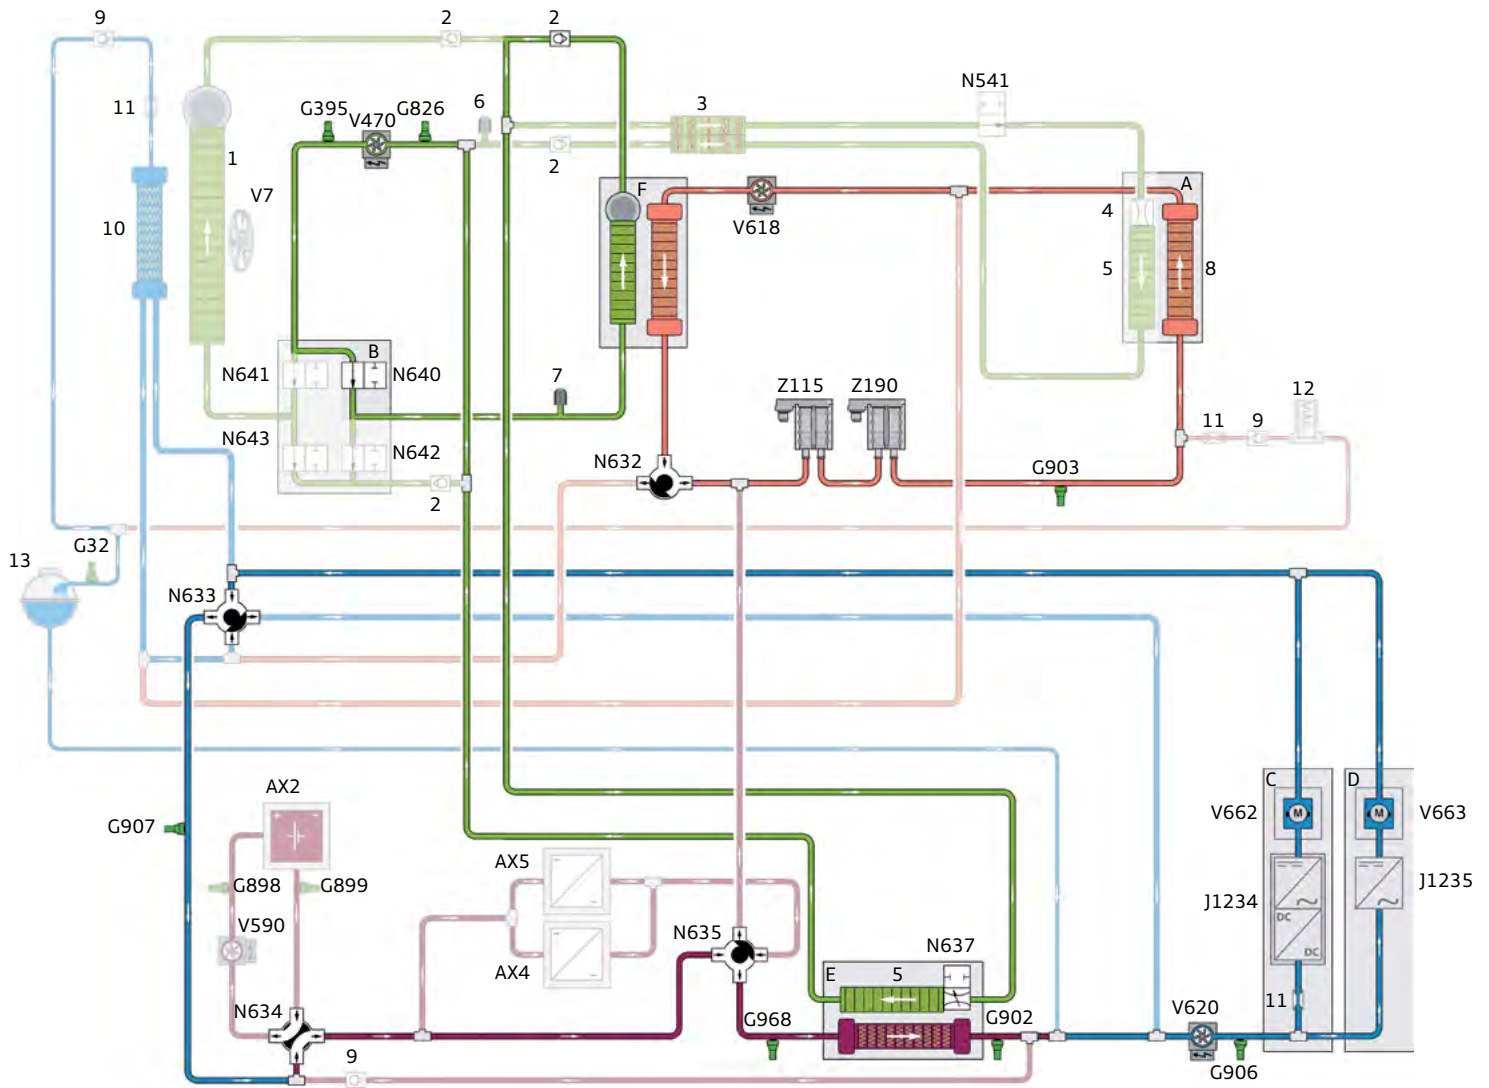 9
2
2
N541
11
G395
V470
G826
6
3
2
1
V7
F
A
4
10
V618
5
8
B
N641
N640
7
Z115
Z190
12
N643
N642
11
9
N632
G903
2
G32
13
N633
AX2
C
D
V662
M
M
V663
G907
AX5
G898
G899
J1235
J1234
DC
V590
N635
N637
AX4
E
5
DC
11
N634
G968
G902
V620
9
G906